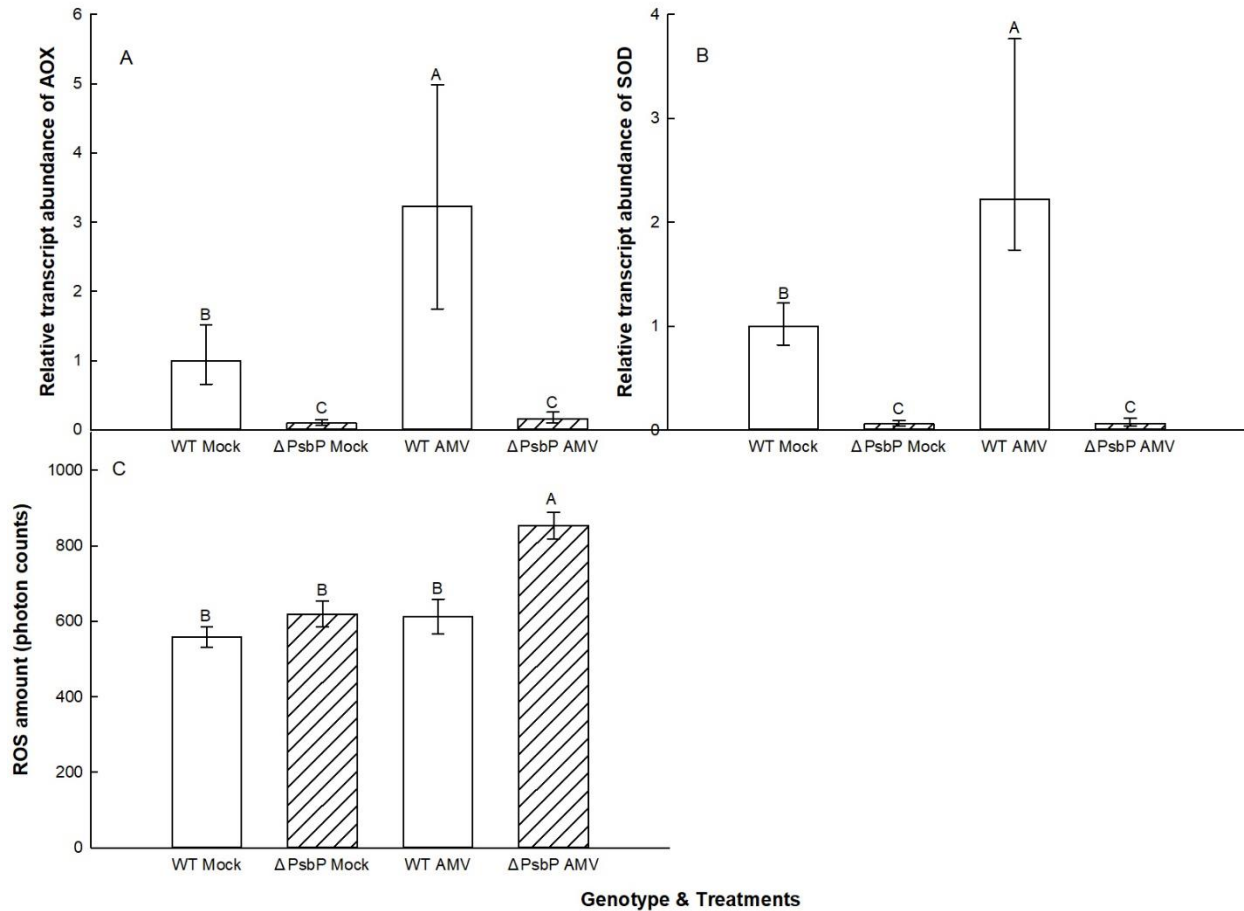 A
Relative transcript abundance of AOX
6
5
4
3
2
1
0
B
C
A
C
WT Mock
Δ PsbP Mock
WT AMV
Δ PsbP AMV
B
Relative transcript abundance of SOD
4
3
2
1
0
B
C
A
C
WT Mock
Δ PsbP Mock
WT AMV
Δ PsbP AMV
C
ROS amount (photon counts)
1000
800
600
400
200
0
B
B
B
A
WT Mock
Δ PsbP Mock
WT AMV
Δ PsbP AMV
Genotype & Treatments